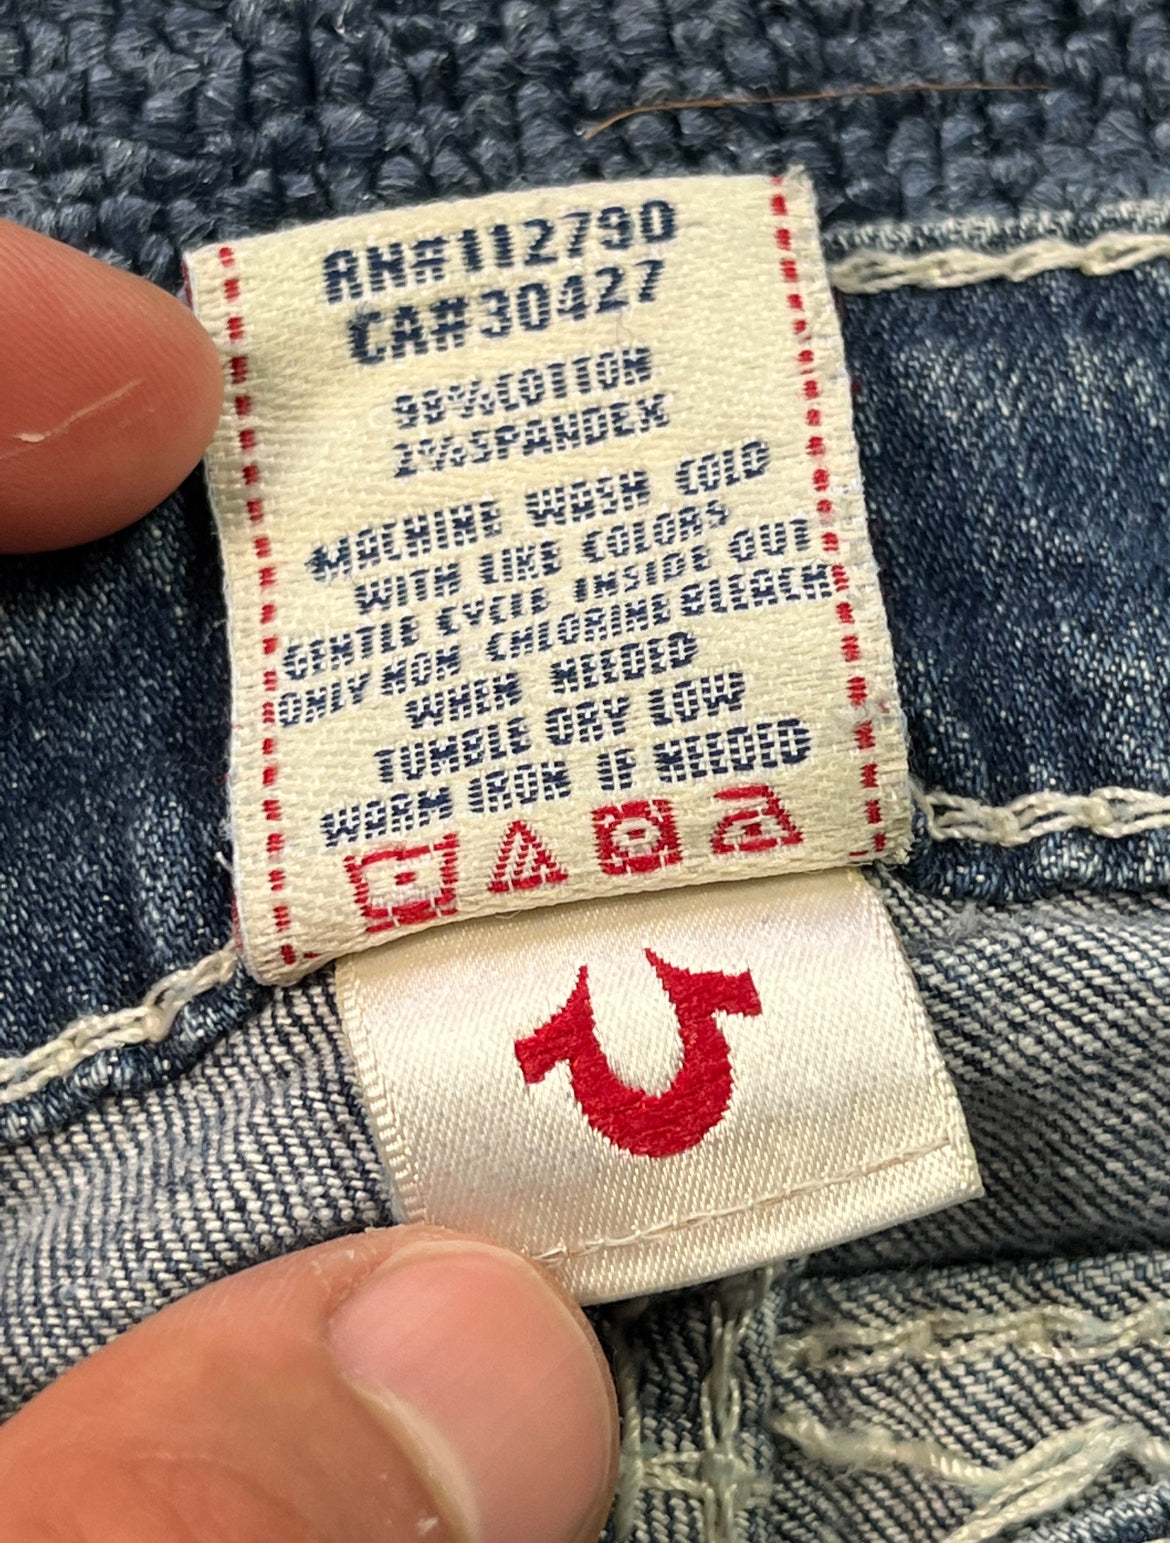 RN#112790
CA#30427
98%COTTON
2%SPANDEX
MACHINE WASH COLD
WITH LIKE COLORS
GENTLE CYCLE INSIDE OUT
ONLY NON CHLORINE BLEACH
WHEN NEEDED
TUMBLE DRY LOW
WARM IRON IF NEEDED